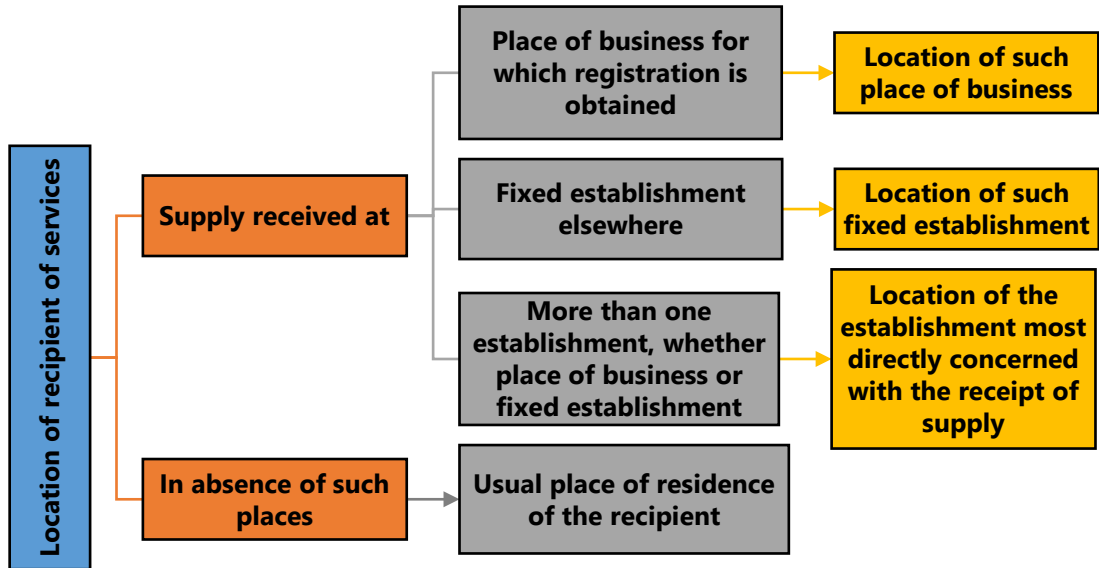 Location of recipient of services
Supply received at
Place of business for
which registration is
obtained
Location of such
place of business
Fixed establishment
elsewhere
Location of such
fixed establishment
More than one
establishment, whether
place of business or
fixed establishment
Location of the
establishment most
directly concerned
with the receipt of
supply
In absence of such
places
Usual place of residence
of the recipient